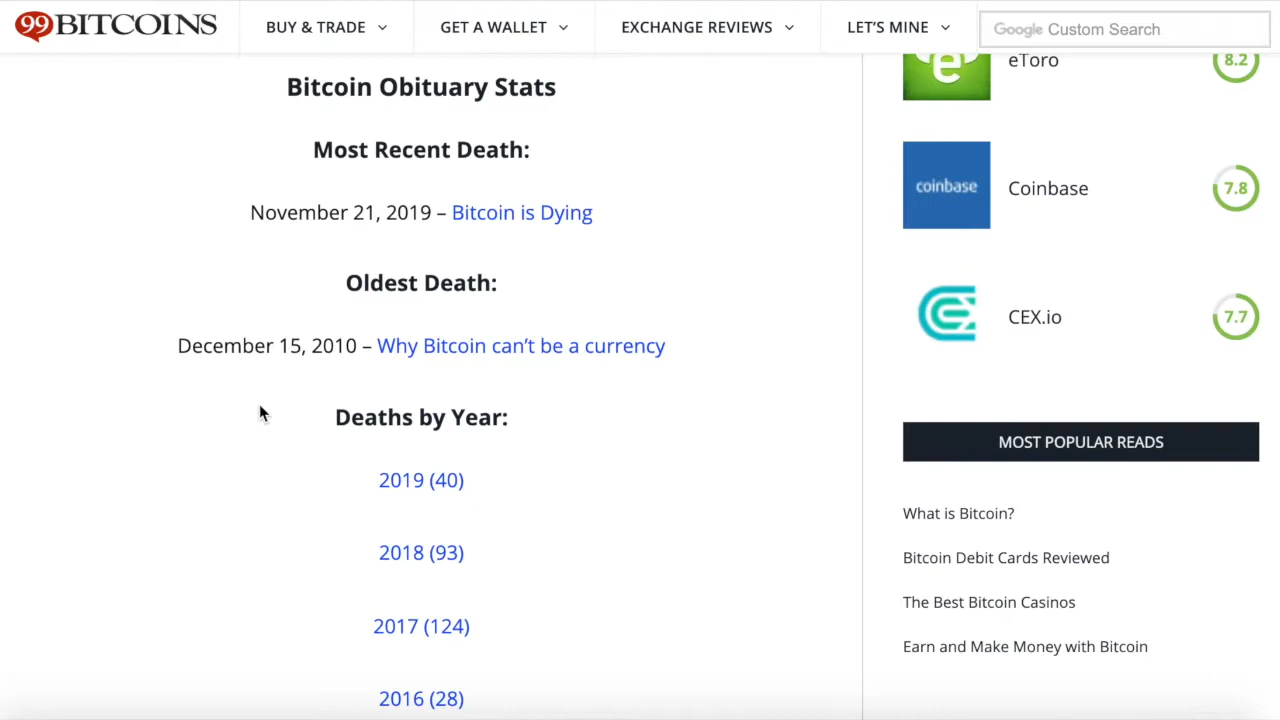 99BITCOINS
BUY & TRADE
GET A WALLET
EXCHANGE REVIEWS
LET'S MINE
Google Custom Search
Bitcoin Obituary Stats
Most Recent Death:
November 21, 2019 – Bitcoin is Dying
Oldest Death:
December 15, 2010 – Why Bitcoin can't be a currency
Deaths by Year:
2019 (40)
2018 (93)
2017 (124)
2016 (28)
e
eToro
8.2
coinbase
Coinbase
7.8
CEX.io
7.7
MOST POPULAR READS
What is Bitcoin?
Bitcoin Debit Cards Reviewed
The Best Bitcoin Casinos
Earn and Make Money with Bitcoin